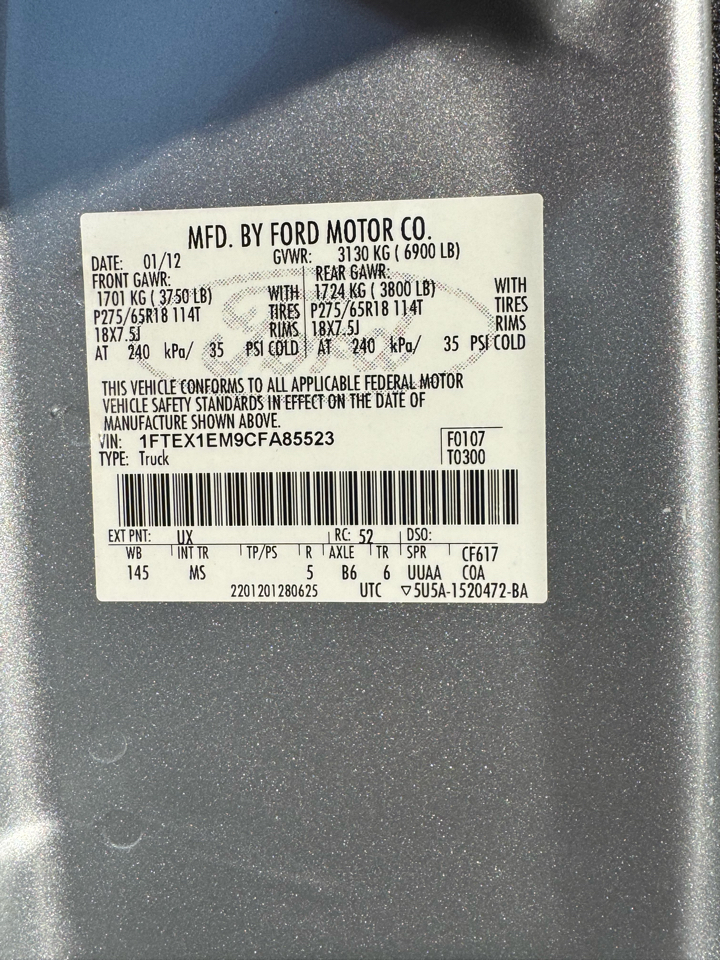 MFD. BY FORD MOTOR CO.
DATE: 01/12 GVWR: 3130 KG ( 6900 LB)
FRONT GAWR: REAR GAWR:
1701 KG ( 3750 LB) WITH 1724 KG ( 3800 LB) WITH
P275/65R18 114T TIRES P275/65R18 114T TIRES
18X7.5J RIMS 18X7.5J RIMS
AT 240 kPa/ 35 PSI COLD AT 240 kPa/ 35 PSI COLD
Ford
THIS VEHICLE CONFORMS TO ALL APPLICABLE FEDERAL MOTOR
VEHICLE SAFETY STANDARDS IN EFFECT ON THE DATE OF
MANUFACTURE SHOWN ABOVE.
VIN: 1FTEX1EM9CFA85523 F0107
TYPE: Truck T0300
EXT PNT: UX RC: 52 DSO:
WB INT TR TP/PS R AXLE TR SPR CF617
145 MS 5 B6 6 UUAA COA
2201201280625 UTC ▽5U5A-1520472-BA